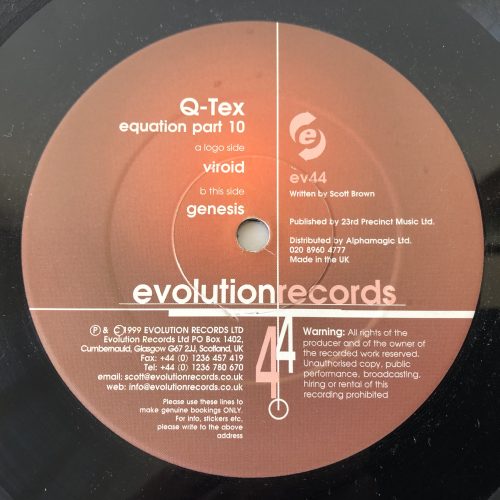 Q-Tex
equation part 10
a logo side
viroid
b this side
genesis
e
ev44
Written by Scott Brown
Published by 23rd Precinct Music Ltd.
Distributed by Alphamagic Ltd.
020 8960 4777
Made in the UK
evolutionrecords
Ⓟ & © 1999 EVOLUTION RECORDS LTD
Evolution Records Ltd PO Box 1402,
Cumbernauld, Glasgow G67 2JJ, Scotland, UK
Fax: +44 (0) 1236 457 419
Tel: +44 (0) 1236 780 670
email: scott@evolutionrecords.co.uk
web: info@evolutionrecords.co.uk
Please use these lines to
make genuine bookings ONLY.
For info, stickers etc,
please write to the above
address
44
Warning: All rights of the
producer and of the owner of
the recorded work reserved.
Unauthorised copy, public
performance, broadcasting,
hiring or rental of this
recording prohibited